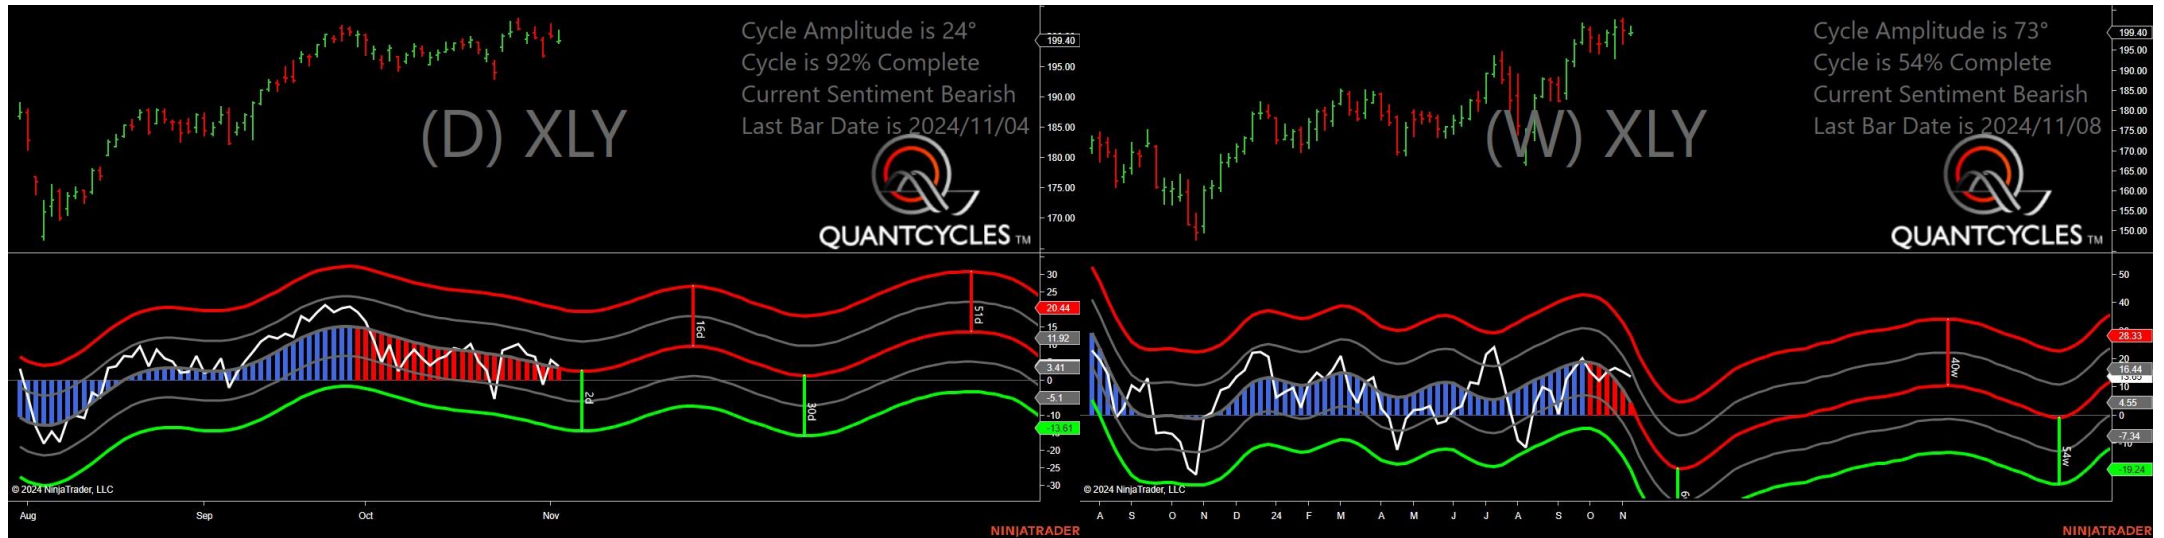 Cycle Amplitude is 24°
Cycle is 92% Complete
Current Sentiment Bearish
Last Bar Date is 2024/11/04
(D) XLY
QUANTCYCLES TM
199.40
195.00
190.00
185.00
180.00
175.00
170.00
30
25
20.44
15
11.92
10
3.41
0
-5.1
-10
-13.61
-20
-25
-30
16d
51d
2d
30d
© 2024 NinjaTrader, LLC
Aug Sep Oct Nov
NINJATRADER
Cycle Amplitude is 73°
Cycle is 54% Complete
Current Sentiment Bearish
Last Bar Date is 2024/11/08
(W) XLY
QUANTCYCLES TM
199.40
195.00
190.00
185.00
180.00
175.00
170.00
165.00
160.00
155.00
150.00
50
40
28.33
20
16.44
4.55
0
-7.34
-19.24
40w
54w
© 2024 NinjaTrader, LLC
A S O N D 24 F M A M J J A S O N
NINJATRADER